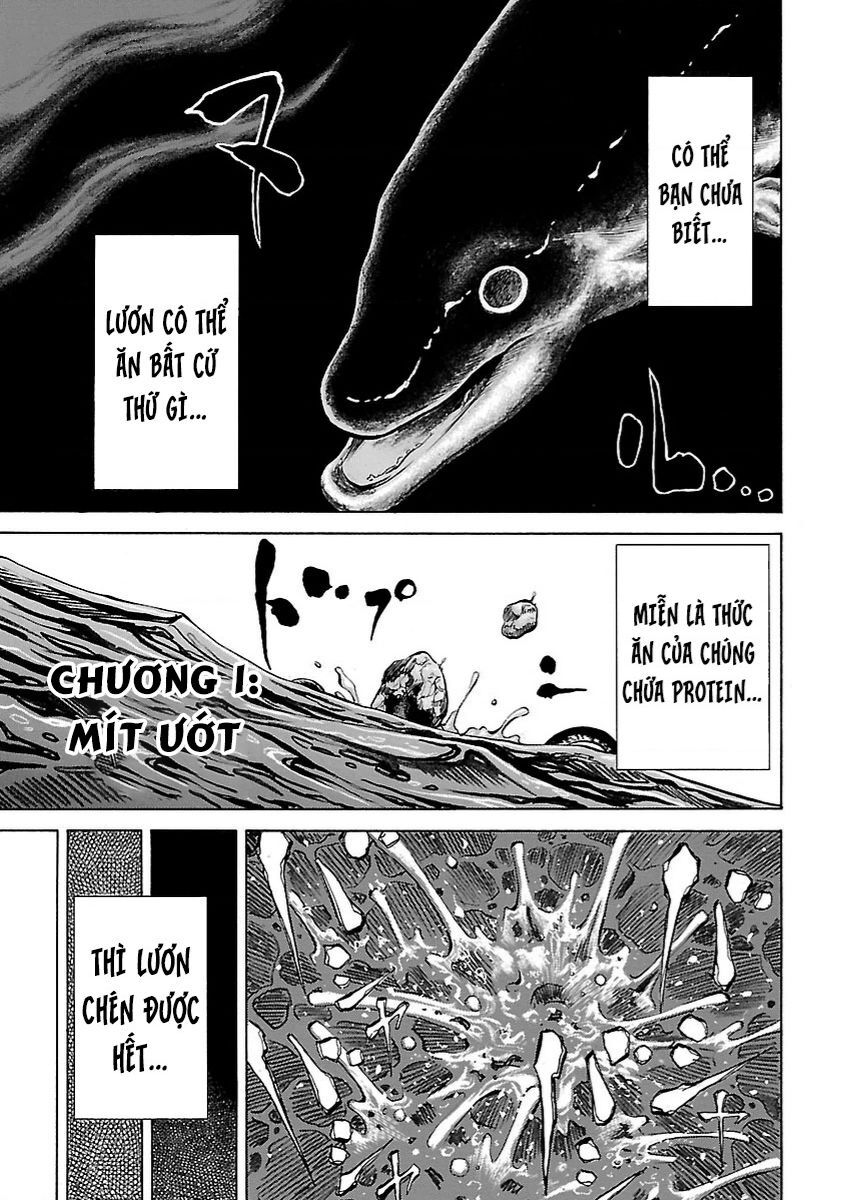 CÓ THỂ
BẠN CHƯA
BIẾT...
LƯƠN CÓ THỂ
ĂN BẤT CỨ
THỨ GÌ...
MIỄN LÀ THỨC
ĂN CỦA CHÚNG
CHỨA PROTEIN...
CHƯƠNG 1:
MÍT ƯỚT
THÌ LƯƠN
CHÉN ĐƯỢC
HẾT...